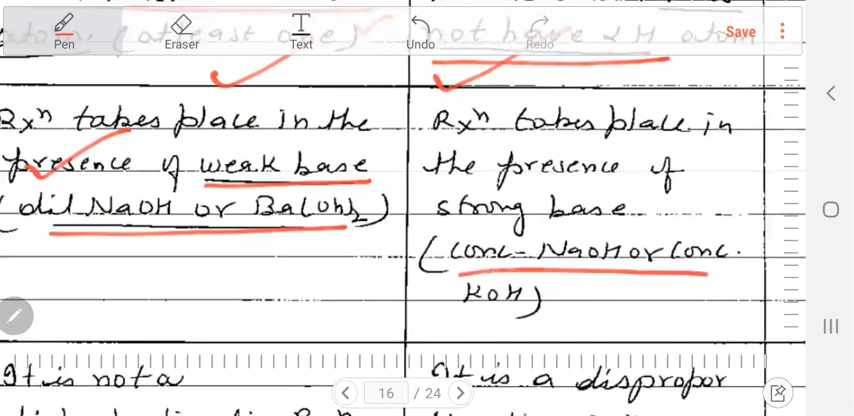 atom. (atleast one)
not have αH atom
Pen
Eraser
Text
Undo
Redo
Save
Rxⁿ takes place in the
presence of weak base
(dil NaOH or Ba(OH)₂)
Rxⁿ takes place in
the presence of
strong base
(conc- NaOH or conc.
KOH)
It is not a
It is a dispropor
16 / 24